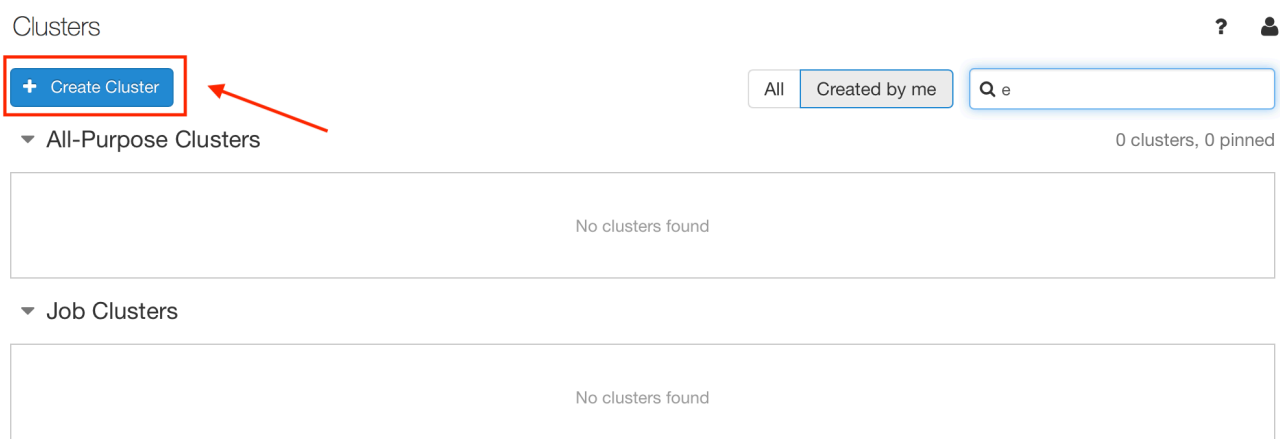 Clusters
?
+ Create Cluster
All
Created by me
e
All-Purpose Clusters
0 clusters, 0 pinned
No clusters found
Job Clusters
No clusters found